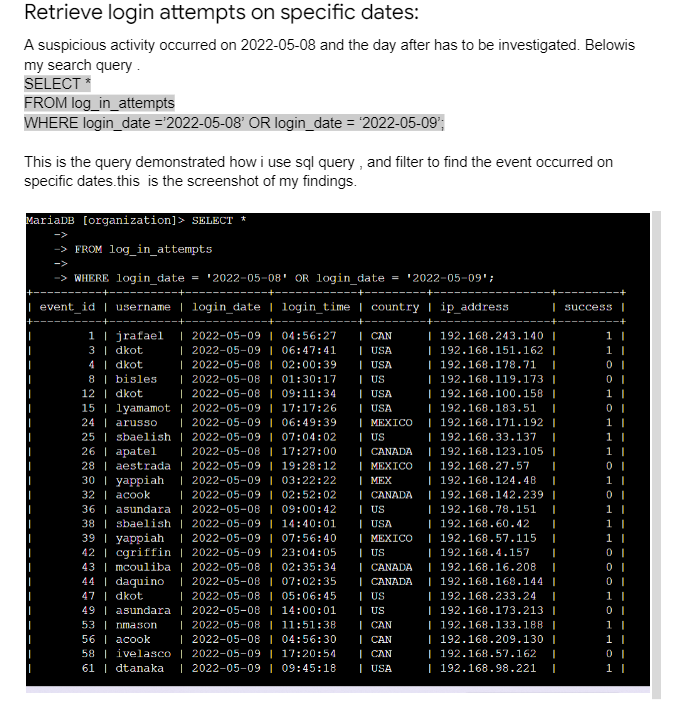 Retrieve login attempts on specific dates:
A suspicious activity occurred on 2022-05-08 and the day after has to be investigated. Belowis
my search query .
SELECT *
FROM log_in_attempts
WHERE login_date ='2022-05-08' OR login_date = '2022-05-09';
This is the query demonstrated how i use sql query , and filter to find the event occurred on
specific dates.this  is the screenshot of my findings.
MariaDB [organization]> SELECT *
->
-> FROM log_in_attempts
->
-> WHERE login_date = '2022-05-08' OR login_date = '2022-05-09';
| event_id | username | login_date | login_time | country | ip_address | success |
| 1 | jrafael | 2022-05-09 | 04:56:27 | CAN | 192.168.243.140 | 1 |
| 3 | dkot | 2022-05-09 | 06:47:41 | USA | 192.168.151.162 | 1 |
| 4 | dkot | 2022-05-08 | 02:00:39 | USA | 192.168.178.71 | 0 |
| 8 | bisles | 2022-05-08 | 01:30:17 | US | 192.168.119.173 | 0 |
| 12 | dkot | 2022-05-08 | 09:11:34 | USA | 192.168.100.158 | 1 |
| 15 | lyamamot | 2022-05-09 | 17:17:26 | USA | 192.168.183.51 | 0 |
| 24 | arusso | 2022-05-09 | 06:49:39 | MEXICO | 192.168.171.192 | 1 |
| 25 | sbaelish | 2022-05-09 | 07:04:02 | US | 192.168.33.137 | 1 |
| 26 | apatel | 2022-05-08 | 17:27:00 | CANADA | 192.168.123.105 | 1 |
| 28 | aestrada | 2022-05-09 | 19:28:12 | MEXICO | 192.168.27.57 | 0 |
| 30 | yappiah | 2022-05-09 | 03:22:22 | MEX | 192.168.124.48 | 1 |
| 32 | acook | 2022-05-09 | 02:52:02 | CANADA | 192.168.142.239 | 0 |
| 36 | asundara | 2022-05-08 | 09:00:42 | US | 192.168.78.151 | 1 |
| 38 | sbaelish | 2022-05-09 | 14:40:01 | USA | 192.168.60.42 | 1 |
| 39 | yappiah | 2022-05-09 | 07:56:40 | MEXICO | 192.168.57.115 | 1 |
| 42 | cgriffin | 2022-05-09 | 23:04:05 | US | 192.168.4.157 | 0 |
| 43 | mcouliba | 2022-05-08 | 02:35:34 | CANADA | 192.168.16.208 | 0 |
| 44 | daquino | 2022-05-08 | 07:02:35 | CANADA | 192.168.168.144 | 0 |
| 47 | dkot | 2022-05-08 | 05:06:45 | US | 192.168.233.24 | 1 |
| 49 | asundara | 2022-05-08 | 14:00:01 | US | 192.168.173.213 | 0 |
| 53 | nmason | 2022-05-08 | 11:51:38 | CAN | 192.168.133.188 | 1 |
| 56 | acook | 2022-05-08 | 04:56:30 | CAN | 192.168.209.130 | 1 |
| 58 | ivelasco | 2022-05-09 | 17:20:54 | CAN | 192.168.57.162 | 0 |
| 61 | dtanaka | 2022-05-09 | 09:45:18 | USA | 192.168.98.221 | 1 |